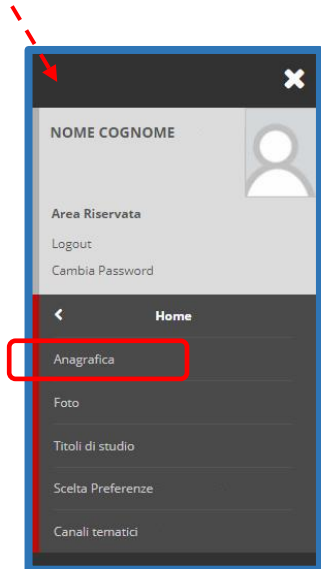 NOME COGNOME
Area Riservata
Logout
Cambia Password
Home
Anagrafica
Foto
Titoli di studio
Scelta Preferenze
Canali tematici